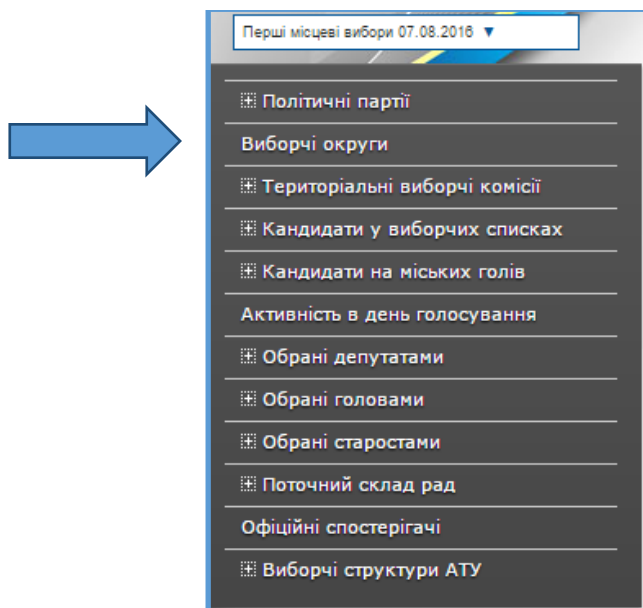 Перші місцеві вибори 07.08.2016 ▼
Політичні партії
Виборчі округи
Територіальні виборчі комісії
Кандидати у виборчих списках
Кандидати на міських голів
Активність в день голосування
Обрані депутатами
Обрані головами
Обрані старостами
Поточний склад рад
Офіційні спостерігачі
Виборчі структури АТУ